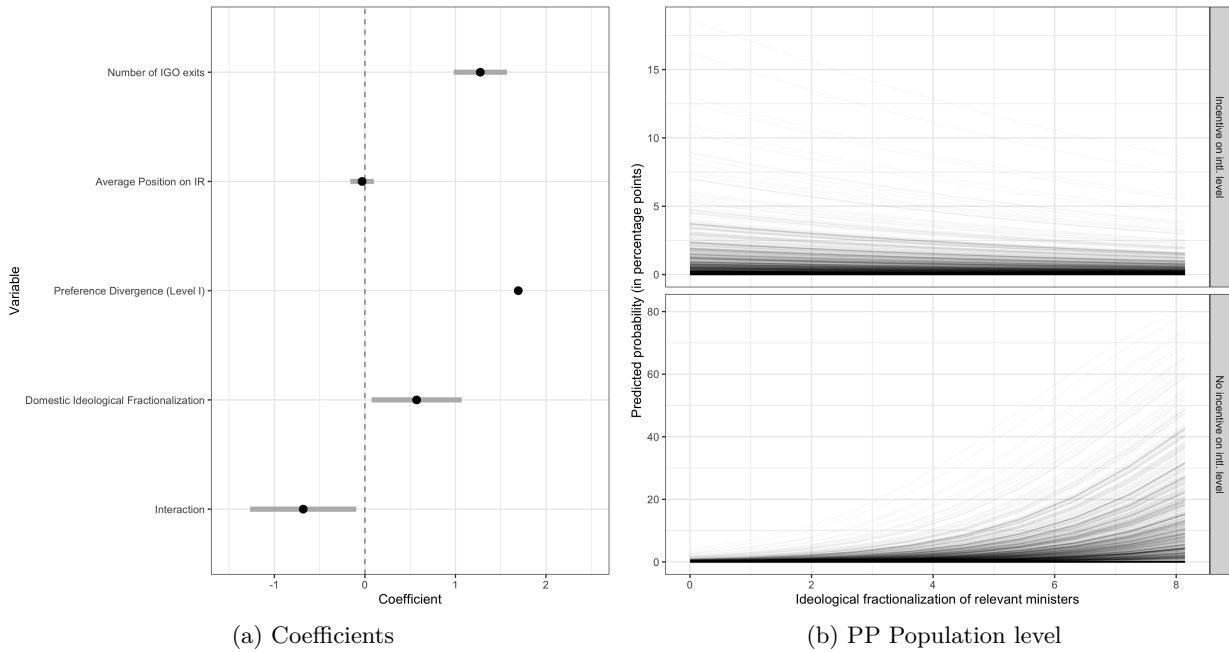 Variable
Number of IGO exits
Average Position on IR
Preference Divergence (Level I)
Domestic Ideological Fractionalization
Interaction
-1
0
1
2
Coefficient
(a) Coefficients
Predicted probability (in percentage points)
15
10
5
0
Incentive on intl. level
80
60
40
20
0
No incentive on intl. level
0
2
4
6
8
Ideological fractionalization of relevant ministers
(b) PP Population level